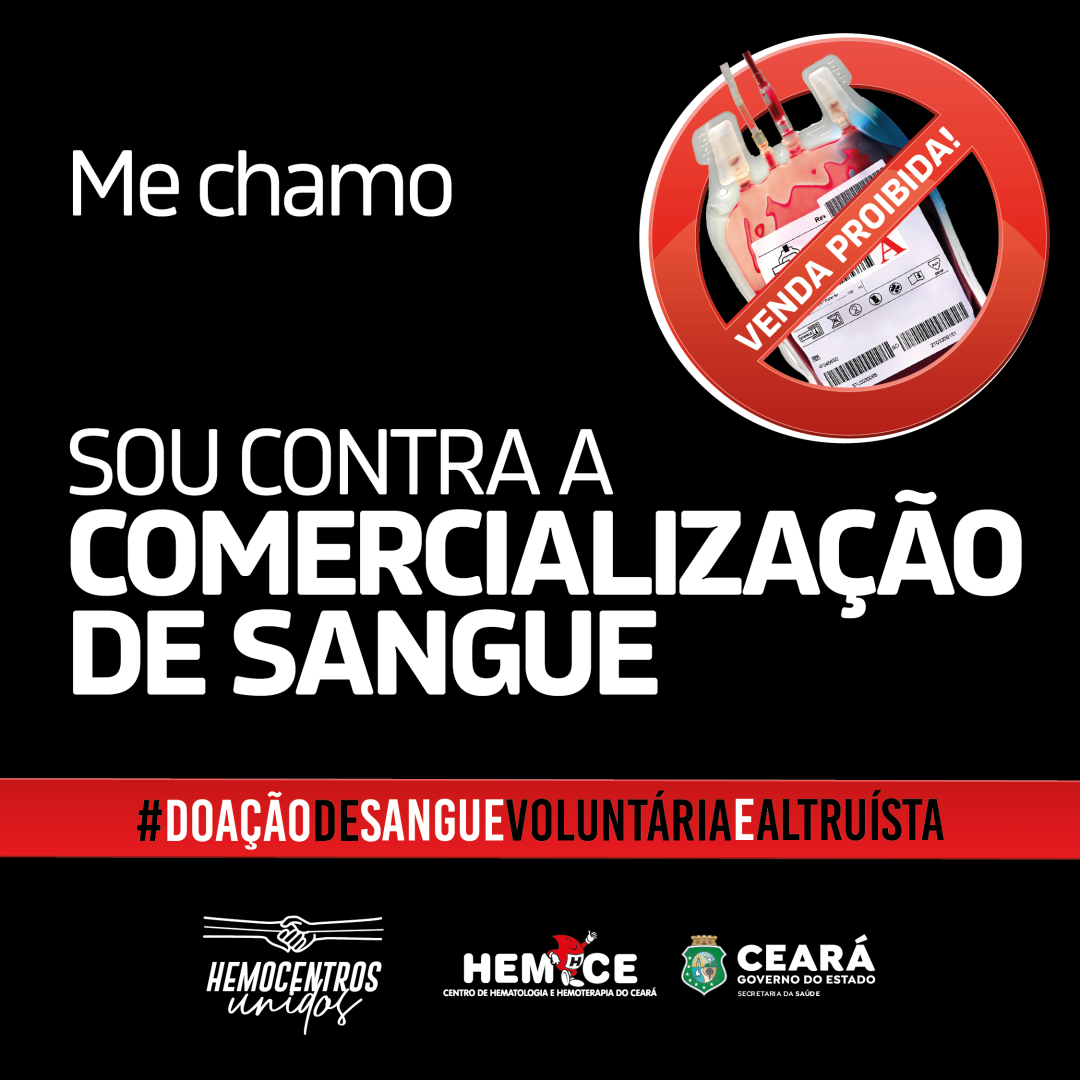 Me chamo
VENDA PROIBIDA!
A
SOU CONTRA A
COMERCIALIZAÇÃO
DE SANGUE
#DOAÇÃODESANGUEVOLUNTÁRIAEALTRUÍSTA
HEMOCENTROS
unidos
HEMOCE
CENTRO DE HEMATOLOGIA E HEMOTERAPIA DO CEARÁ
CEARÁ
GOVERNO DO ESTADO
SECRETARIA DA SAÚDE